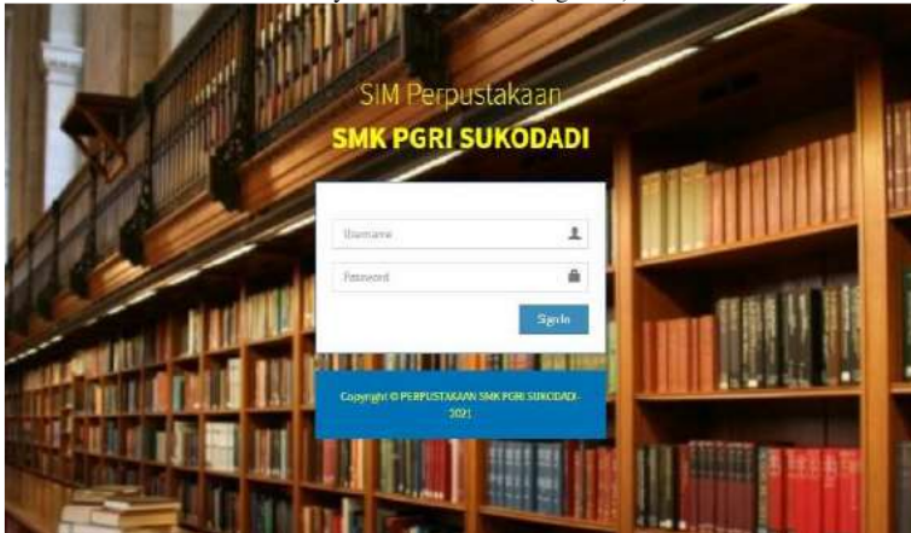 SIM Perpustakaan
SMK PGRI SUKODADI
Username
Password
Sign In
Copyright © PERPUSTAKAAN SMK PGRI SUKODADI-
2021